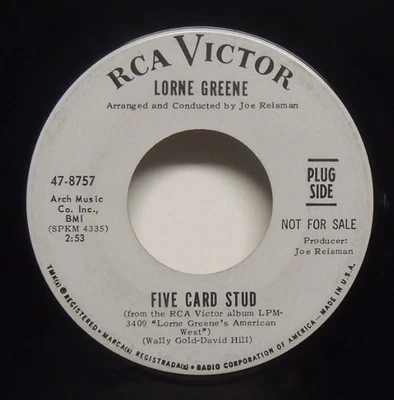 RCA VICTOR
LORNE GREENE
Arranged and Conducted by Joe Reisman
47-8757
Arch Music
Co. Inc.,
BMI
(SPKM 4335)
2:53
PLUG
SIDE
NOT FOR SALE
Producer:
Joe Reisman
FIVE CARD STUD
(from the RCA Victor album LPM-
3409 "Lorne Greene's American
West")
(Wally Gold-David Hill)
TMK(s) ® REGISTERED • MARCA(s) REGISTRADA(s) • RADIO CORPORATION OF AMERICA — MADE IN U.S.A.